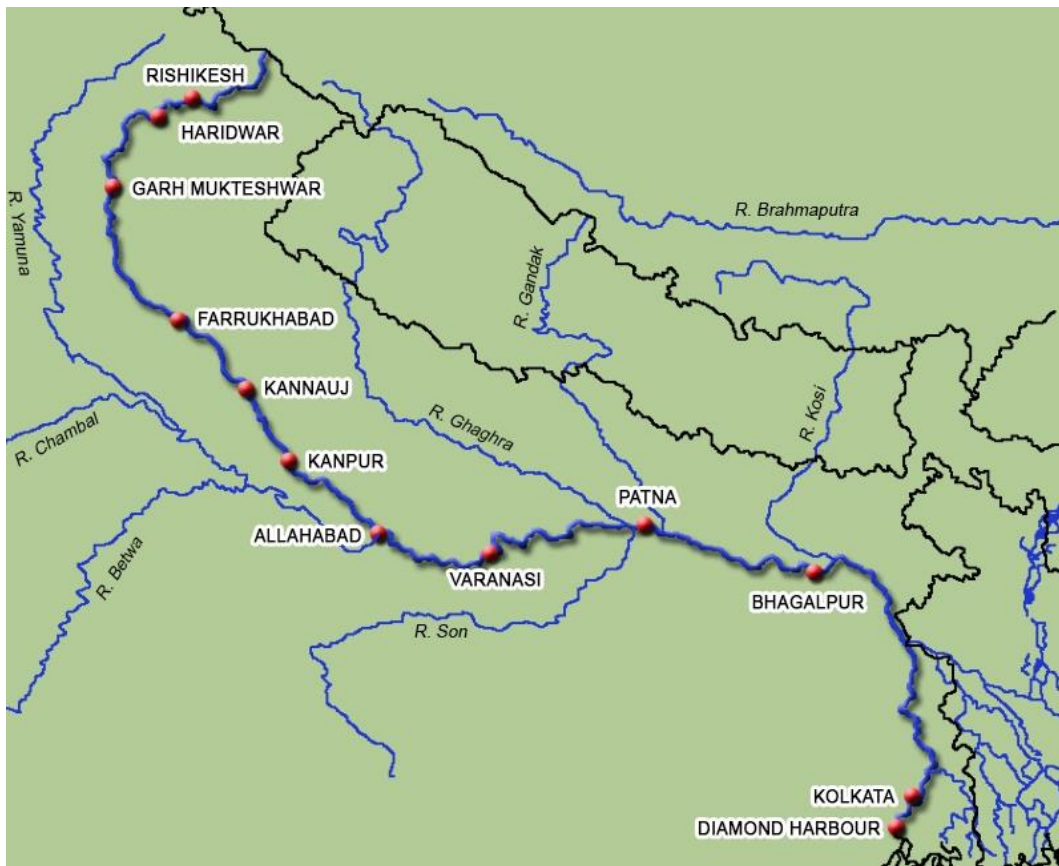 RISHIKESH
HARIDWAR
GARH MUKTESHWAR
R. Yamuna
R. Brahmaputra
R. Gandak
FARRUKHABAD
KANNAUJ
R. Chambal
R. Ghaghra
R. Kosi
KANPUR
PATNA
ALLAHABAD
R. Betwa
VARANASI
BHAGALPUR
R. Son
KOLKATA
DIAMOND HARBOUR